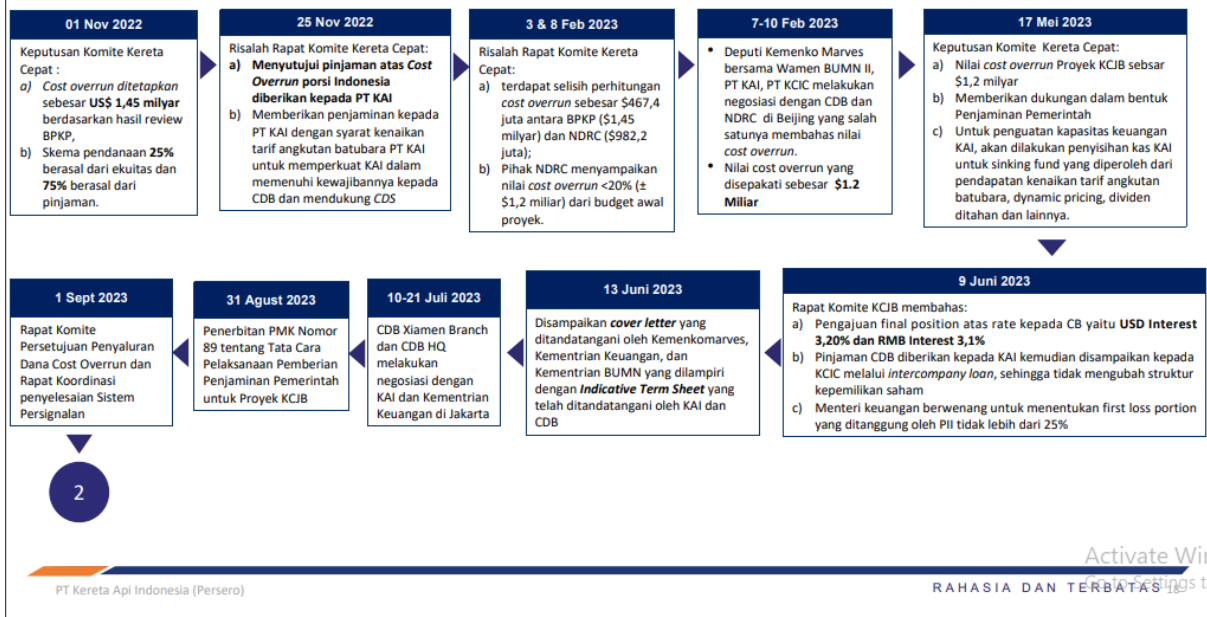 01 Nov 2022
Keputusan Komite Kereta
Cepat :
a) Cost overrun ditetapkan
sebesar US$ 1,45 milyar
berdasarkan hasil review
BPKP,
b) Skema pendanaan 25%
berasal dari ekuitas dan
75% berasal dari
pinjaman.
25 Nov 2022
Risalah Rapat Komite Kereta Cepat:
a) Menyutujui pinjaman atas Cost
Overrun porsi Indonesia
diberikan kepada PT KAI
b) Memberikan penjaminan kepada
PT KAI dengan syarat kenaikan
tarif angkutan batubara PT KAI
untuk memperkuat KAI dalam
memenuhi kewajibannya kepada
CDB dan mendukung CDS
3 & 8 Feb 2023
Risalah Rapat Komite Kereta
Cepat:
a) terdapat selisih perhitungan
cost overrun sebesar $467,4
juta antara BPKP ($1,45
milyar) dan NDRC ($982,2
juta);
b) Pihak NDRC menyampaikan
nilai cost overrun <20% (±
$1,2 miliar) dari budget awal
proyek.
7-10 Feb 2023
• Deputi Kemenko Marves
bersama Wamen BUMN II,
PT KAI, PT KCIC melakukan
negosiasi dengan CDB dan
NDRC di Beijing yang salah
satunya membahas nilai
cost overrun.
• Nilai cost overrun yang
disepakati sebesar $1.2
Miliar
17 Mei 2023
Keputusan Komite Kereta Cepat:
a) Nilai cost overrun Proyek KCJB sebsar
$1,2 milyar
b) Memberikan dukungan dalam bentuk
Penjaminan Pemerintah
c) Untuk penguatan kapasitas keuangan
KAI, akan dilakukan penyisihan kas KAI
untuk sinking fund yang diperoleh dari
pendapatan kenaikan tarif angkutan
batubara, dynamic pricing, dividen
ditahan dan lainnya.
9 Juni 2023
Rapat Komite KCJB membahas:
a) Pengajuan final position atas rate kepada CB yaitu USD Interest
3,20% dan RMB Interest 3,1%
b) Pinjaman CDB diberikan kepada KAI kemudian disampaikan kepada
KCIC melalui intercompany loan, sehingga tidak mengubah struktur
kepemilikan saham
c) Menteri keuangan berwenang untuk menentukan first loss portion
yang ditanggung oleh PII tidak lebih dari 25%
13 Juni 2023
Disampaikan cover letter yang
ditandatangani oleh Kemenkomarves,
Kementrian Keuangan, dan
Kementrian BUMN yang dilampiri
dengan Indicative Term Sheet yang
telah ditandatangani oleh KAI dan
CDB
10-21 Juli 2023
CDB Xiamen Branch
dan CDB HQ
melakukan
negosiasi dengan
KAI dan Kementrian
Keuangan di Jakarta
31 Agust 2023
Penerbitan PMK Nomor
89 tentang Tata Cara
Pelaksanaan Pemberian
Penjaminan Pemerintah
untuk Proyek KCJB
1 Sept 2023
Rapat Komite
Persetujuan Penyaluran
Dana Cost Overrun dan
Rapat Koordinasi
penyelesaian Sistem
Persignalan
2
Activate Wi
Go to Settings t
PT Kereta Api Indonesia (Persero)
RAHASIA DAN TERBATAS 18